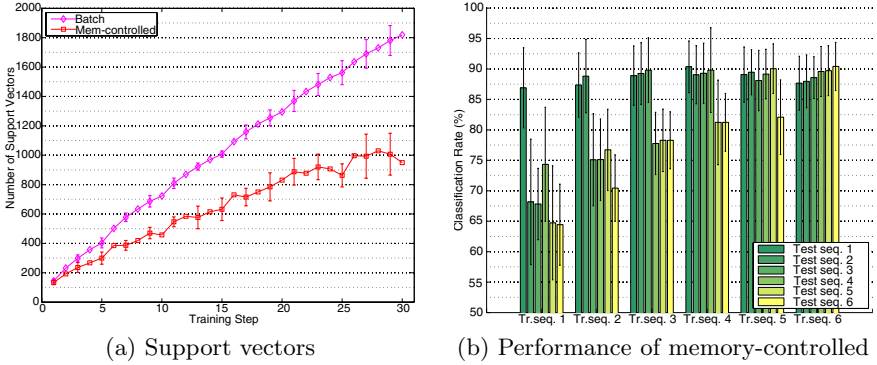 2000
1800
1600
1400
1200
1000
800
600
400
200
0
Number of Support Vectors
Batch
Mem-controlled
0 5 10 15 20 25 30
Training Step
(a) Support vectors
100
95
90
85
80
75
70
65
60
55
50
Classification Rate (%)
Test seq. 1
Test seq. 2
Test seq. 3
Test seq. 4
Test seq. 5
Test seq. 6
Tr.seq. 1 Tr.seq. 2 Tr.seq. 3 Tr.seq. 4 Tr.seq. 5 Tr.seq. 6
(b) Performance of memory-controlled